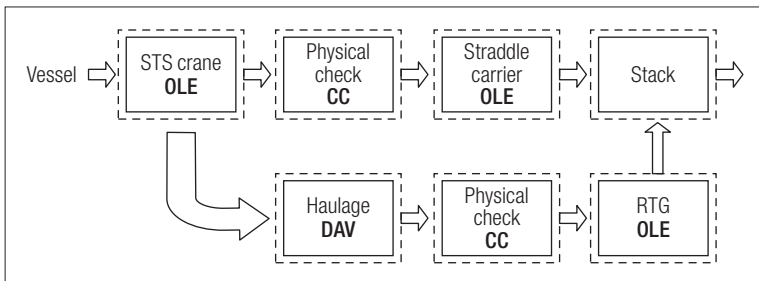 Vessel
STS crane
OLE
Physical
check
CC
Straddle
carrier
OLE
Stack
Haulage
DAV
Physical
check
CC
RTG
OLE